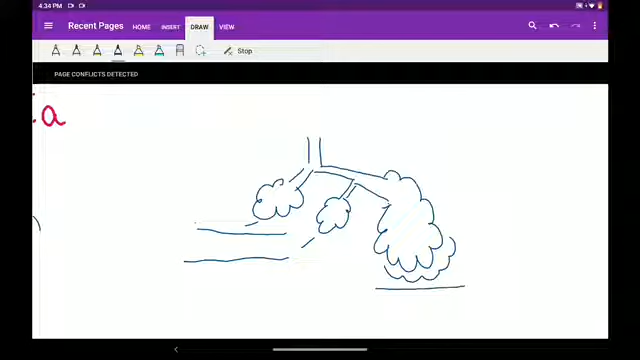 4:34 PM
Recent Pages HOME INSERT DRAW VIEW
Stop
PAGE CONFLICTS DETECTED
a